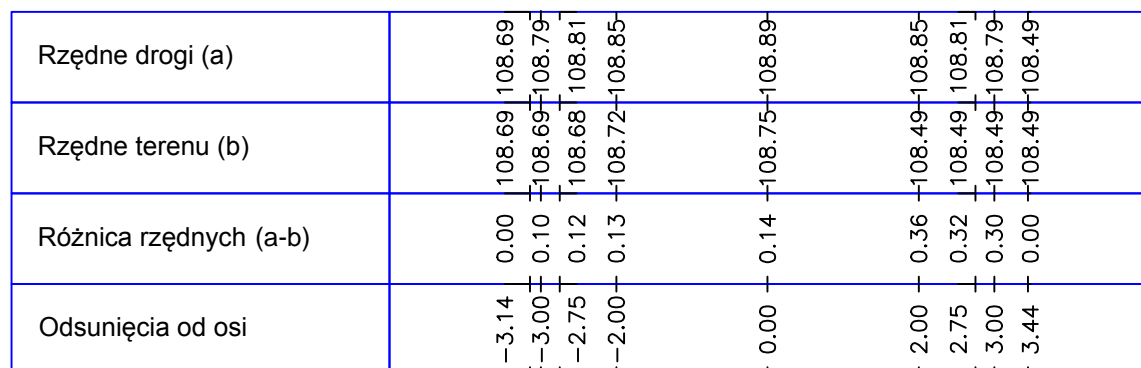 Rzędne drogi (a) 108.69 108.79 108.81 108.85 108.89 108.85 108.81 108.79 108.49
Rzędne terenu (b) 108.69 108.69 108.68 108.72 108.75 108.49 108.49 108.49 108.49
Różnica rzędnych (a-b) 0.00 0.10 0.12 0.13 0.14 0.36 0.32 0.30 0.00
Odsunięcia od osi -3.14 -3.00 -2.75 -2.00 0.00 2.00 2.75 3.00 3.44